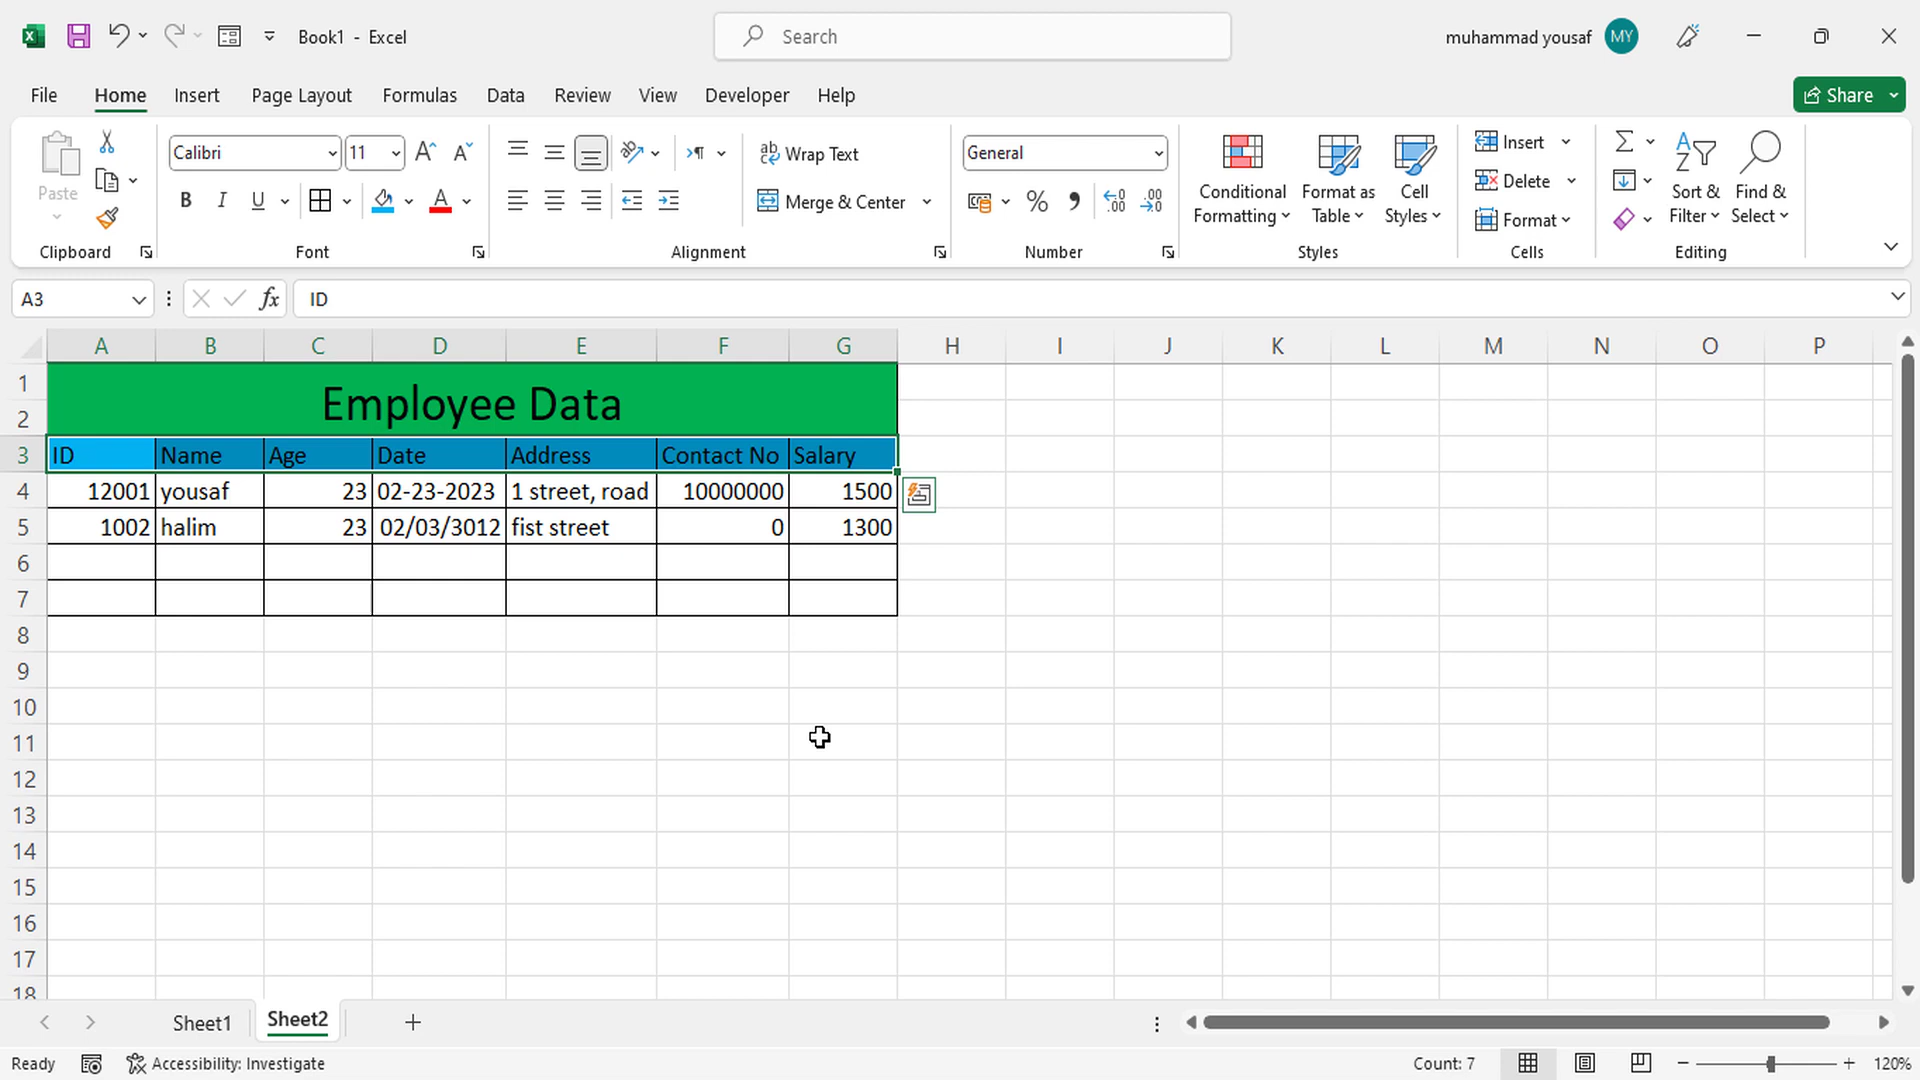 Book1 - Excel
Search
muhammad yousaf MY
File Home Insert Page Layout Formulas Data Review View Developer Help
Share
Paste
Clipboard
Calibri 11
A A
B I U A
Font
ab Wrap Text
Merge & Center
Alignment
General
% , .00
Number
Conditional Formatting
Format as Table
Cell Styles
Styles
Insert
Delete
Format
Cells
Sort & Filter
Find & Select
Editing
A3 fx ID
A B C D E F G H I J K L M N O P
1
Employee Data
2
3 ID Name Age Date Address Contact No Salary
4 12001 yousaf 23 02-23-2023 1 street, road 10000000 1500
5 1002 halim 23 02/03/3012 fist street 0 1300
6
7
8
9
10
11
12
13
14
15
16
17
18
Sheet1 Sheet2
Ready Accessibility: Investigate Count: 7 120%